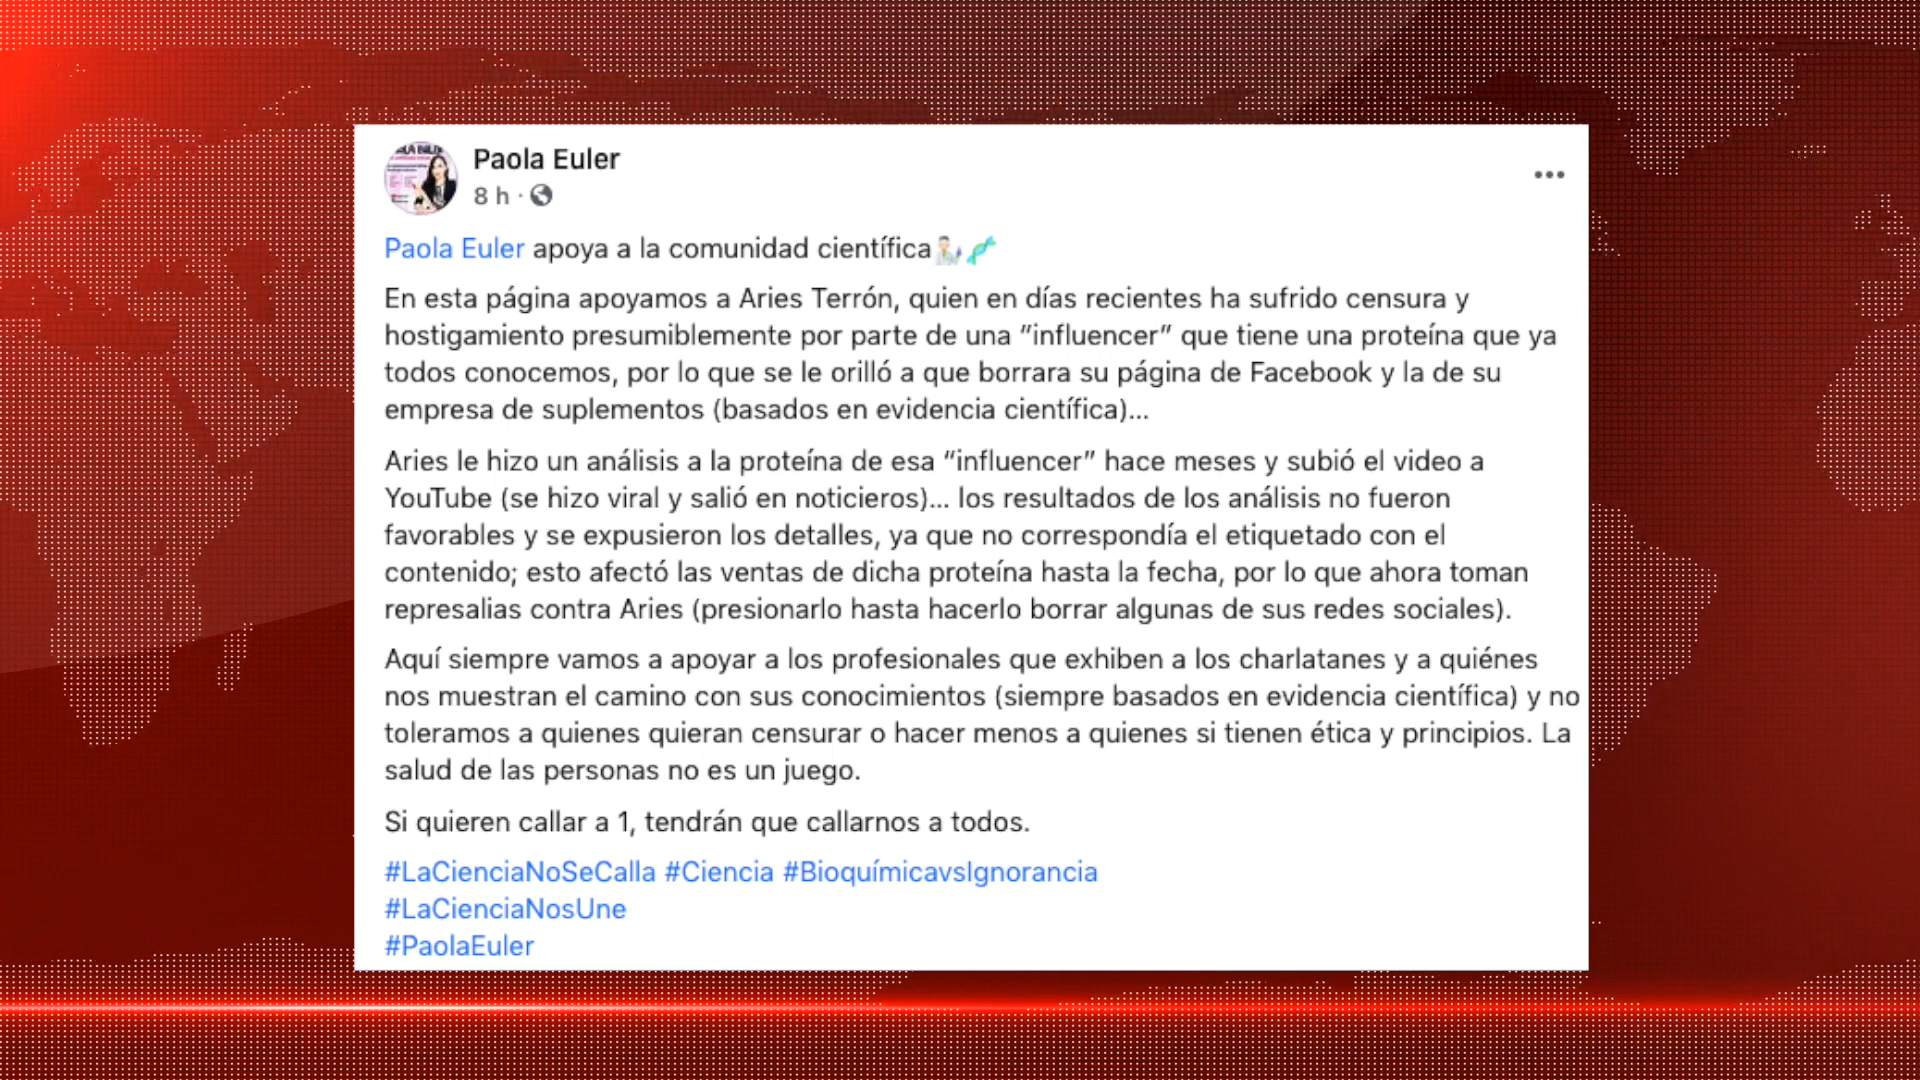 Paola Euler
8 h ·
Paola Euler apoya a la comunidad científica
En esta página apoyamos a Aries Terrón, quien en días recientes ha sufrido censura y
hostigamiento presumiblemente por parte de una “influencer” que tiene una proteína que ya
todos conocemos, por lo que se le orilló a que borrara su página de Facebook y la de su
empresa de suplementos (basados en evidencia científica)...
Aries le hizo un análisis a la proteína de esa “influencer” hace meses y subió el video a
YouTube (se hizo viral y salió en noticieros)... los resultados de los análisis no fueron
favorables y se expusieron los detalles, ya que no correspondía el etiquetado con el
contenido; esto afectó las ventas de dicha proteína hasta la fecha, por lo que ahora toman
represalias contra Aries (presionarlo hasta hacerlo borrar algunas de sus redes sociales).
Aquí siempre vamos a apoyar a los profesionales que exhiben a los charlatanes y a quiénes
nos muestran el camino con sus conocimientos (siempre basados en evidencia científica) y no
toleramos a quienes quieran censurar o hacer menos a quienes si tienen ética y principios. La
salud de las personas no es un juego.
Si quieren callar a 1, tendrán que callarnos a todos.
#LaCienciaNoSeCalla #Ciencia #BioquímicavsIgnorancia
#LaCienciaNosUne
#PaolaEuler